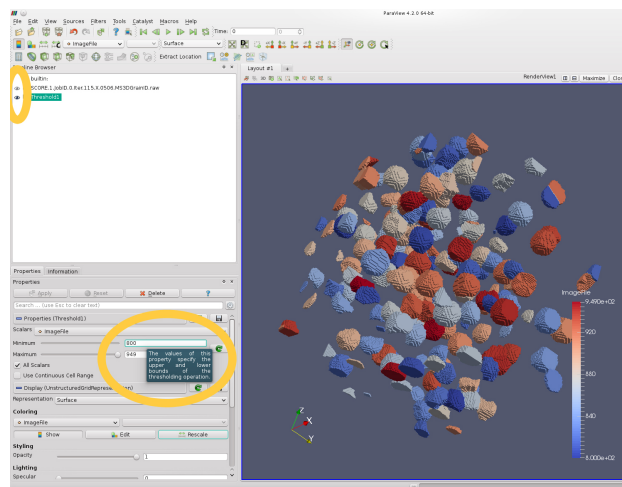 ParaView 4.2.0 64-bit
File Edit View Sources Filters Tools Catalyst Macros Help
Time: 0 0
ImageFile Surface
Extract Location
Pipeline Browser
builtin:
SCORE.1.JobID.0.Iter.115.X.0506.MS3DGrainID.raw
Threshold1
Layout #1
RenderView1 Maximize Clo
Properties Information
Properties
Apply Reset Delete ?
Search ... (use Esc to clear text)
Properties (Threshold1)
Scalars ImageFile
Minimum 800
Maximum 949
The values of this
property specify the
upper and lower
bounds of the
thresholding operation.
All Scalars
Use Continuous Cell Range
Display (UnstructuredGridRepresentation)
Representation Surface
Coloring
ImageFile
Show Edit Rescale
Styling
Opacity 1
Lighting
Specular 0
ImageFile
9.490e+02
920
880
840
8.000e+02
Z
X
Y